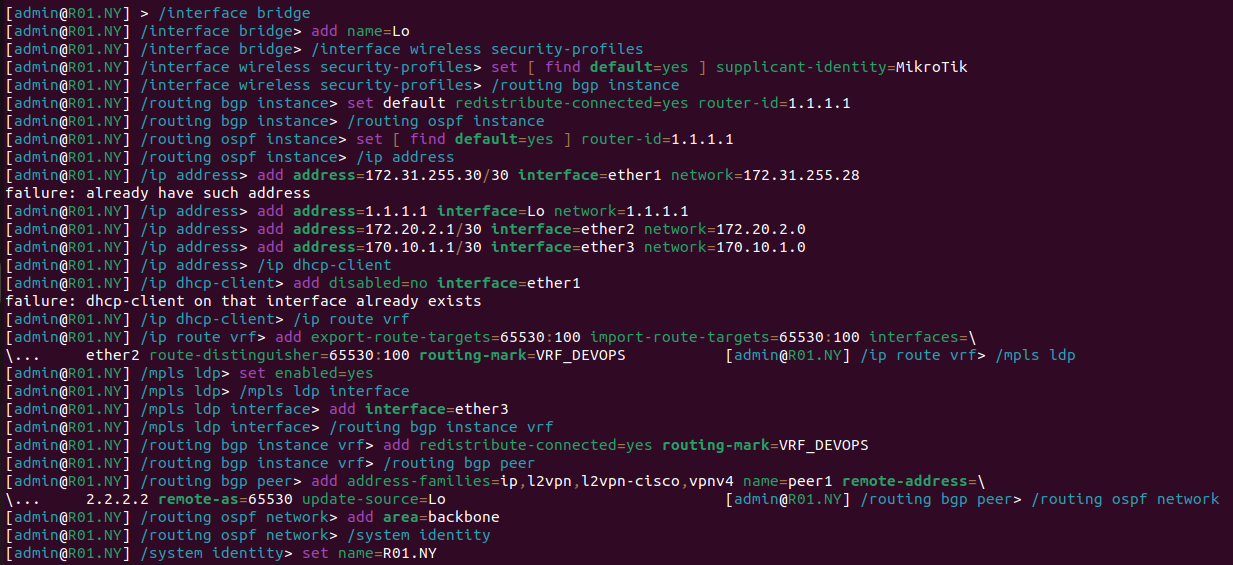 [admin@R01.NY] > /interface bridge
[admin@R01.NY] /interface bridge> add name=Lo
[admin@R01.NY] /interface bridge> /interface wireless security-profiles
[admin@R01.NY] /interface wireless security-profiles> set [ find default=yes ] supplicant-identity=MikroTik
[admin@R01.NY] /interface wireless security-profiles> /routing bgp instance
[admin@R01.NY] /routing bgp instance> set default redistribute-connected=yes router-id=1.1.1.1
[admin@R01.NY] /routing bgp instance> /routing ospf instance
[admin@R01.NY] /routing ospf instance> set [ find default=yes ] router-id=1.1.1.1
[admin@R01.NY] /routing ospf instance> /ip address
[admin@R01.NY] /ip address> add address=172.31.255.30/30 interface=ether1 network=172.31.255.28
failure: already have such address
[admin@R01.NY] /ip address> add address=1.1.1.1 interface=Lo network=1.1.1.1
[admin@R01.NY] /ip address> add address=172.20.2.1/30 interface=ether2 network=172.20.2.0
[admin@R01.NY] /ip address> add address=170.10.1.1/30 interface=ether3 network=170.10.1.0
[admin@R01.NY] /ip address> /ip dhcp-client
[admin@R01.NY] /ip dhcp-client> add disabled=no interface=ether1
failure: dhcp-client on that interface already exists
[admin@R01.NY] /ip dhcp-client> /ip route vrf
[admin@R01.NY] /ip route vrf> add export-route-targets=65530:100 import-route-targets=65530:100 interfaces=\
\...     ether2 route-distinguisher=65530:100 routing-mark=VRF_DEVOPS           [admin@R01.NY] /ip route vrf> /mpls ldp
[admin@R01.NY] /mpls ldp> set enabled=yes
[admin@R01.NY] /mpls ldp> /mpls ldp interface
[admin@R01.NY] /mpls ldp interface> add interface=ether3
[admin@R01.NY] /mpls ldp interface> /routing bgp instance vrf
[admin@R01.NY] /routing bgp instance vrf> add redistribute-connected=yes routing-mark=VRF_DEVOPS
[admin@R01.NY] /routing bgp instance vrf> /routing bgp peer
[admin@R01.NY] /routing bgp peer> add address-families=ip,l2vpn,l2vpn-cisco,vpnv4 name=peer1 remote-address=\
\...     2.2.2.2 remote-as=65530 update-source=Lo                               [admin@R01.NY] /routing bgp peer> /routing ospf network
[admin@R01.NY] /routing ospf network> add area=backbone
[admin@R01.NY] /routing ospf network> /system identity
[admin@R01.NY] /system identity> set name=R01.NY